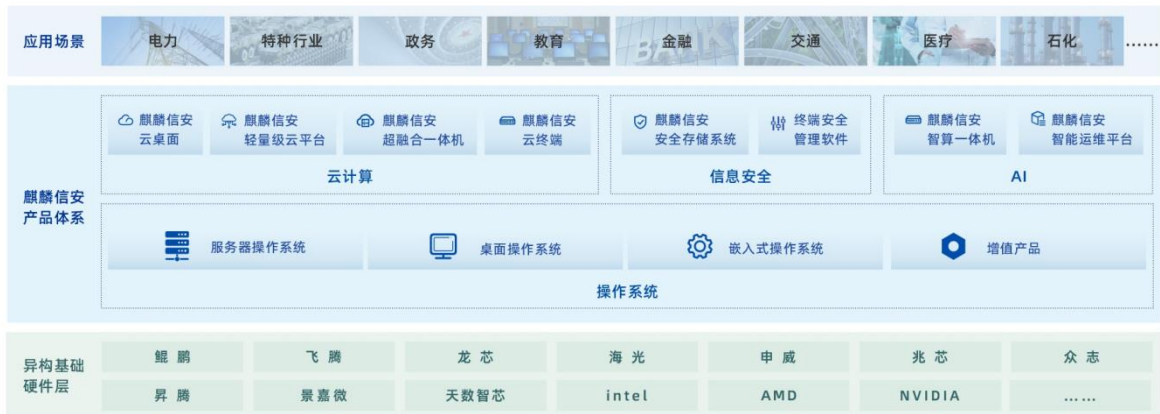 应用场景
电力
特种行业
政务
教育
金融
交通
医疗
石化
……
麒麟信安
产品体系
麒麟信安
云桌面
麒麟信安
轻量级云平台
麒麟信安
超融合一体机
麒麟信安
云终端
云计算
麒麟信安
安全存储系统
终端安全
管理软件
信息安全
麒麟信安
智算一体机
麒麟信安
智能运维平台
AI
服务器操作系统
桌面操作系统
嵌入式操作系统
增值产品
操作系统
异构基础
硬件层
鲲鹏
飞腾
龙芯
海光
申威
兆芯
众志
昇腾
景嘉微
天数智芯
intel
AMD
NVIDIA
……